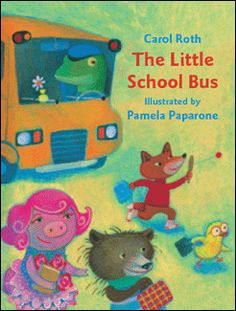 Carol Roth
The Little
School Bus
Illustrated by
Pamela Paparone